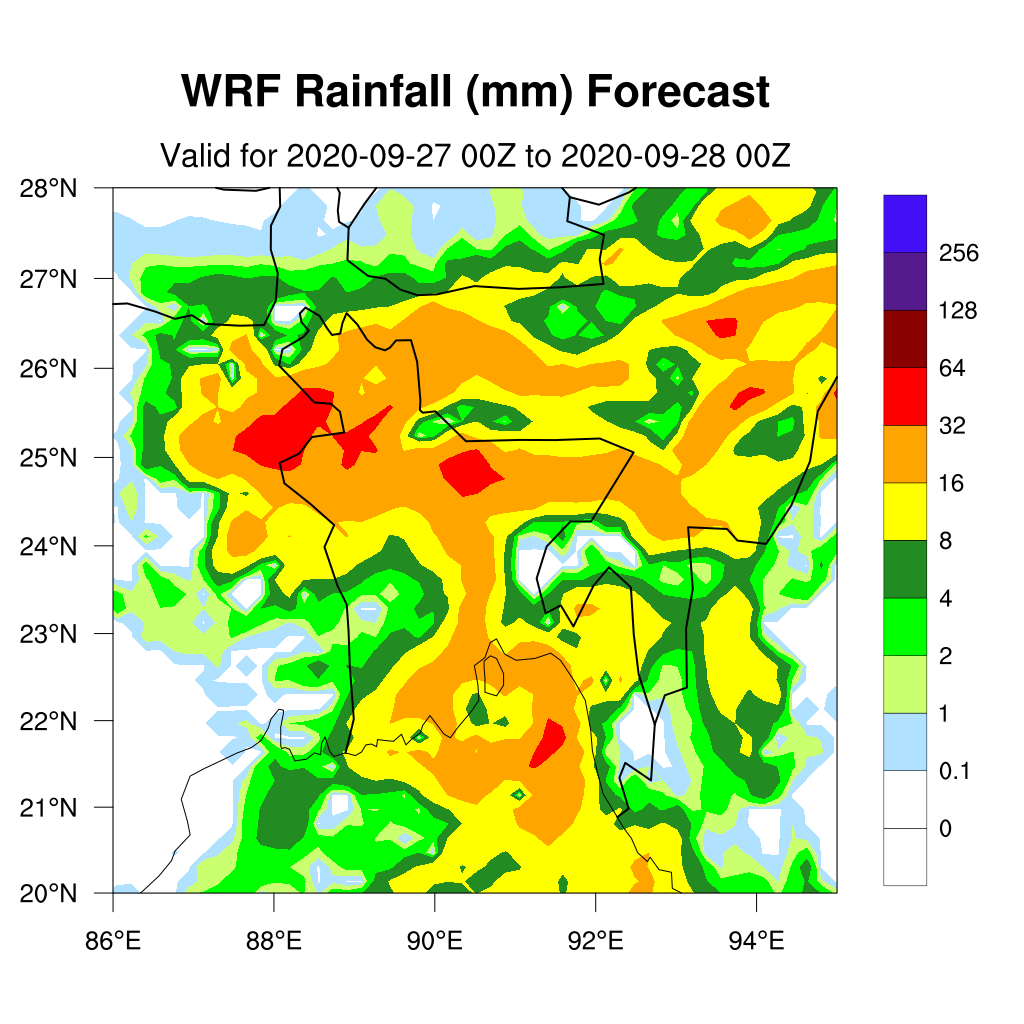 WRF Rainfall (mm) Forecast
Valid for 2020-09-27 00Z to 2020-09-28 00Z
28°N
27°N
26°N
25°N
24°N
23°N
22°N
21°N
20°N
86°E
88°E
90°E
92°E
94°E
256
128
64
32
16
8
4
2
1
0.1
0